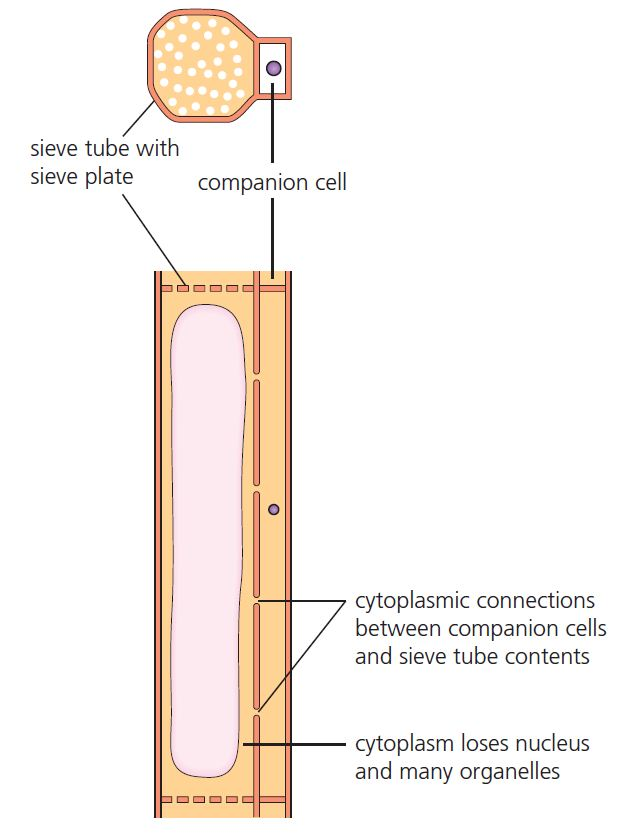 sieve tube with
sieve plate
companion cell
cytoplasmic connections
between companion cells
and sieve tube contents
cytoplasm loses nucleus
and many organelles